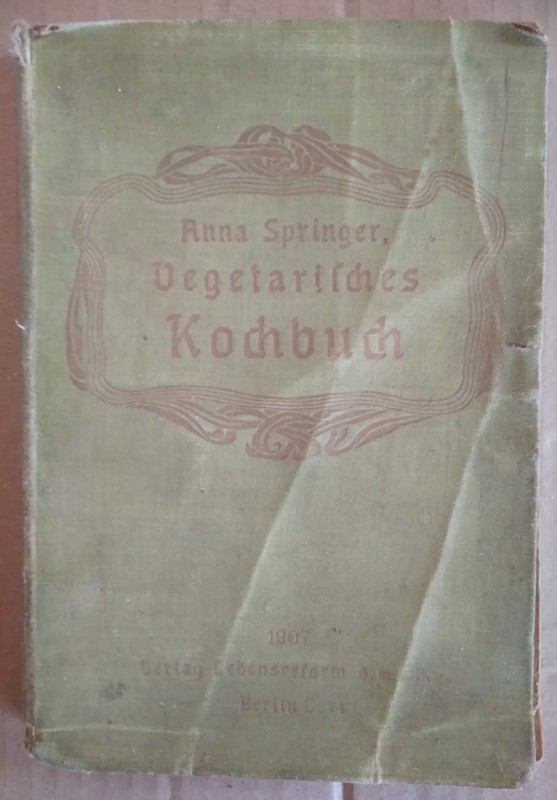 Anna Springer,
Vegetariſches
Kochbuch
1907
Verlag Lebensreform
Berlin C.